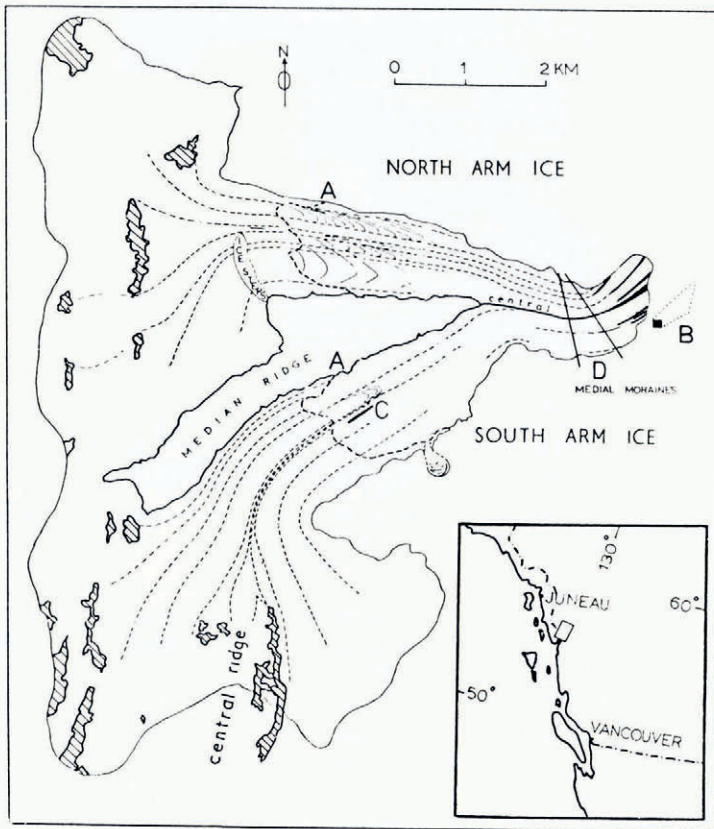 N
0 1 2 KM
NORTH ARM ICE
A
central
B
D
MEDIAL MORAINES
A
MEDIAN RIDGE
C
SOUTH ARM ICE
central ridge
130°
JUNEAU
60°
50°
VANCOUVER